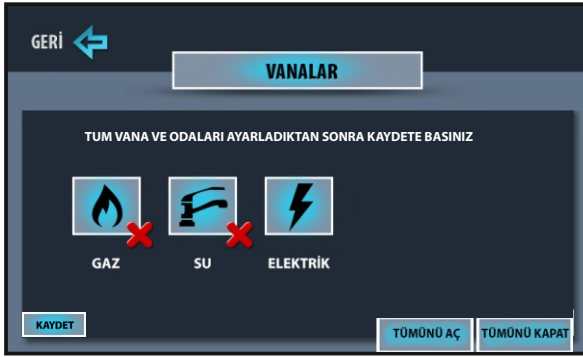 GERİ
VANALAR
TUM VANA VE ODALARI AYARLADIKTAN SONRA KAYDETE BASINIZ
GAZ
SU
ELEKTRİK
KAYDET
TÜMÜNÜ AÇ
TÜMÜNÜ KAPAT